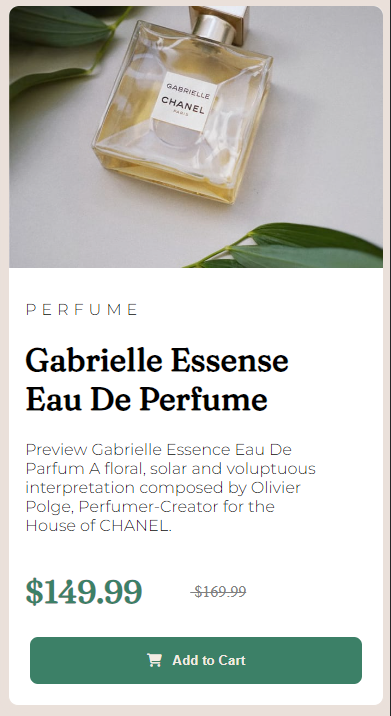 GABRIELLE
CHANEL
PARIS
PERFUME
Gabrielle Essense
Eau De Perfume
Preview Gabrielle Essence Eau De
Parfum A floral, solar and voluptuous
interpretation composed by Olivier
Polge, Perfumer-Creator for the
House of CHANEL.
$149.99 $169.99
Add to Cart